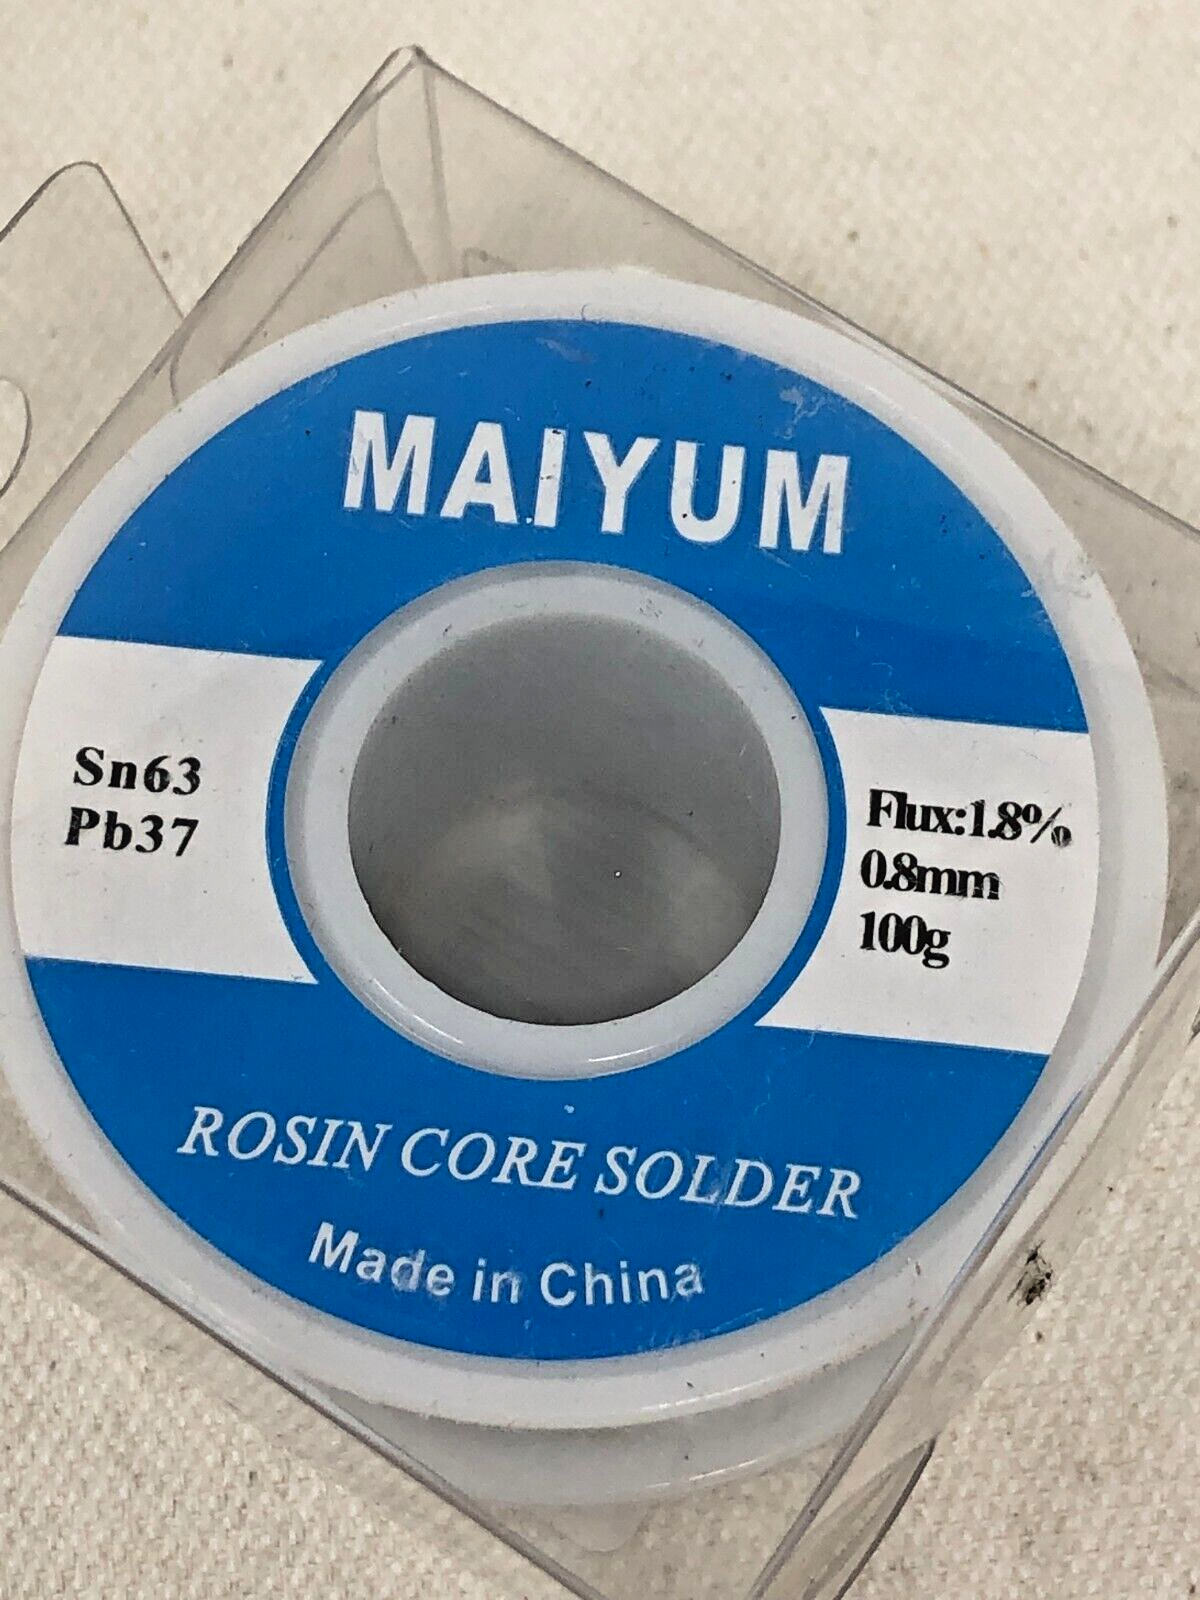 MAIYUM
Sn63
Pb37
Flux:1.8%
0.8mm
100g
ROSIN CORE SOLDER
Made in China